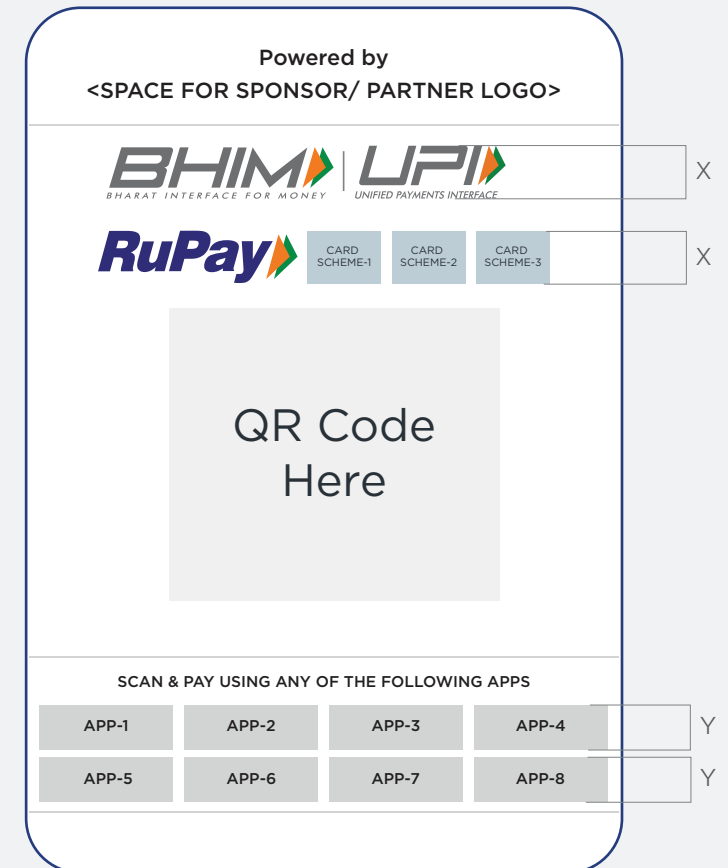 Powered by
<SPACE FOR SPONSOR/ PARTNER LOGO>
BHIM | UPI
BHARAT INTERFACE FOR MONEY UNIFIED PAYMENTS INTERFACE
X
RuPay CARD SCHEME-1 CARD SCHEME-2 CARD SCHEME-3
X
QR Code
Here
SCAN & PAY USING ANY OF THE FOLLOWING APPS
APP-1 APP-2 APP-3 APP-4 Y
APP-5 APP-6 APP-7 APP-8 Y